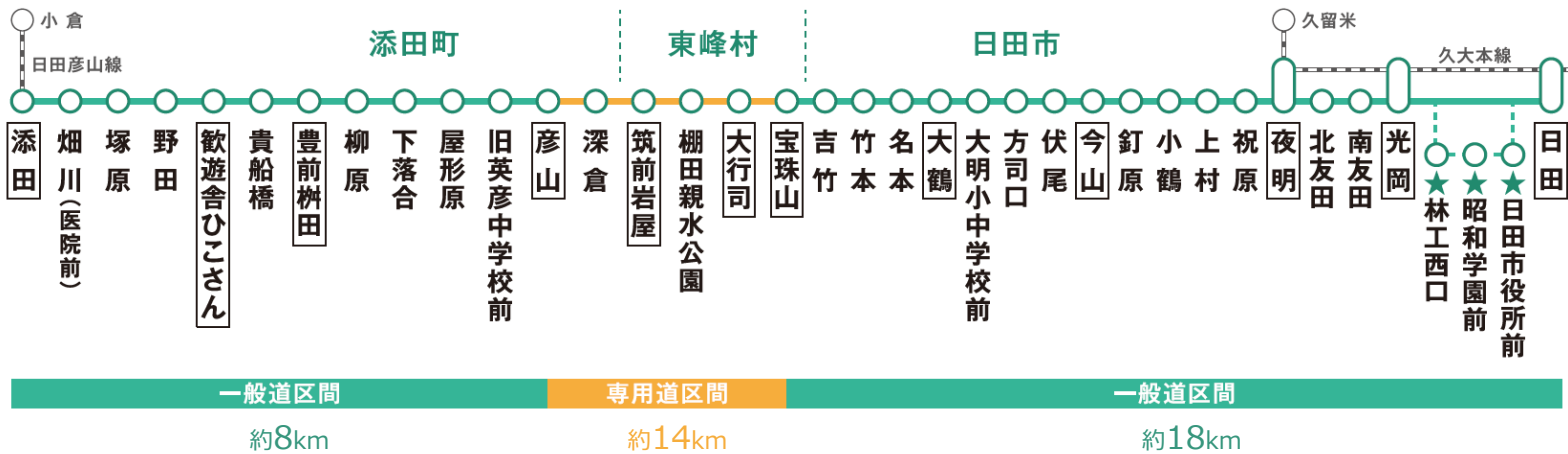 小倉
久留米
添田町
東峰村
日田市
日田彦山線
久大本線
添田
畑川(医院前)
塚原
野田
歓遊舎ひこさん
貴船橋
豊前桝田
柳原
下落合
屋形原
旧英彦中学校前
彦山
深倉
筑前岩屋
棚田親水公園
大行司
宝珠山
吉竹
竹本
名本
大鶴
大明小中学校前
方司口
伏尾
今山
釘原
小鶴
上村
祝原
夜明
北友田
南友田
光岡
★林工西口
★昭和学園前
★日田市役所前
日田
一般道区間
専用道区間
一般道区間
約8km
約14km
約18km